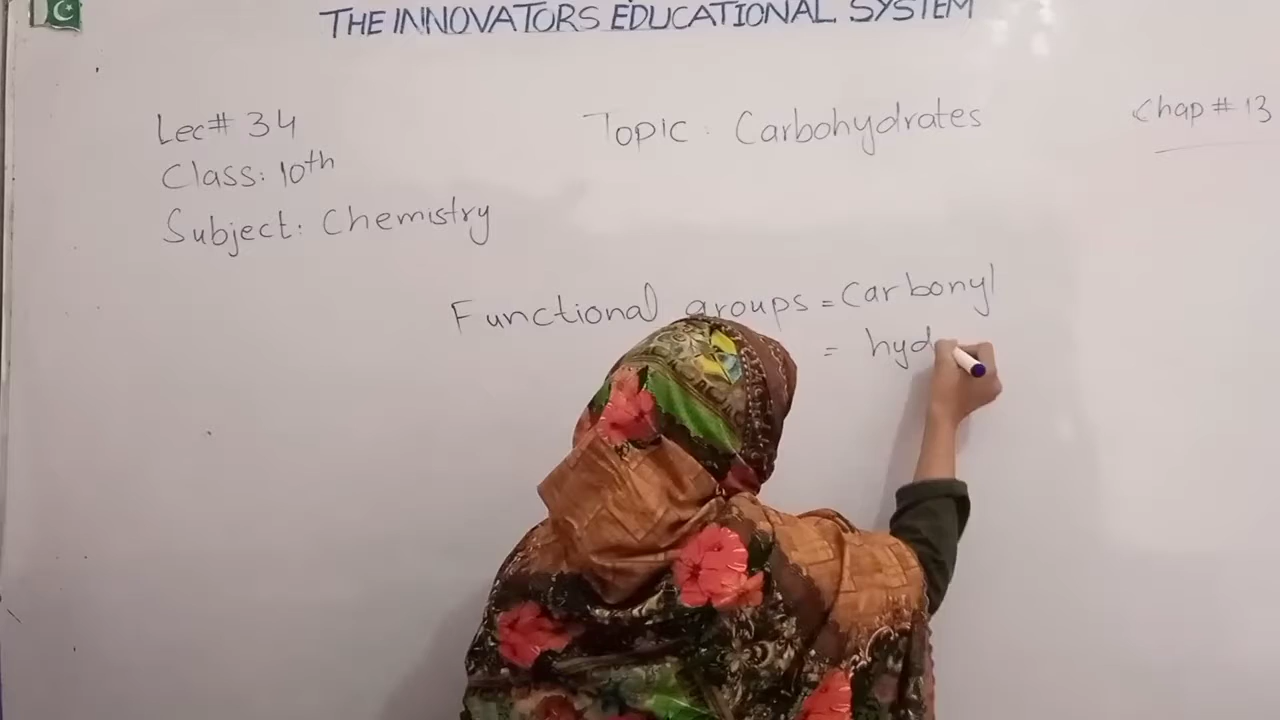 THE INNOVATORS EDUCATIONAL SYSTEM
Lec# 34
Topic: Carbohydrates
Chap # 13
Class: 10th
Subject: Chemistry
Functional groups = Carbonyl
= hyd